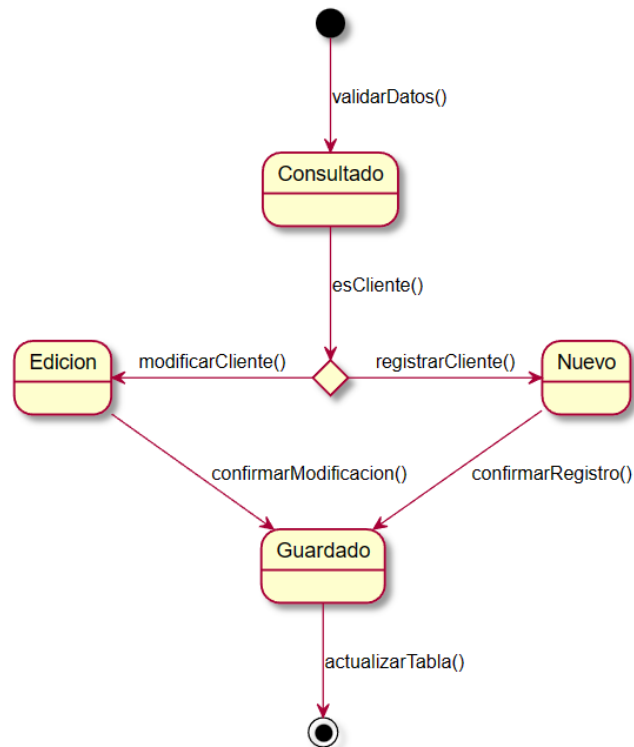 validarDatos()
Consultado
esCliente()
Edicion
modificarCliente()
registrarCliente()
Nuevo
confirmarModificacion()
confirmarRegistro()
Guardado
actualizarTabla()